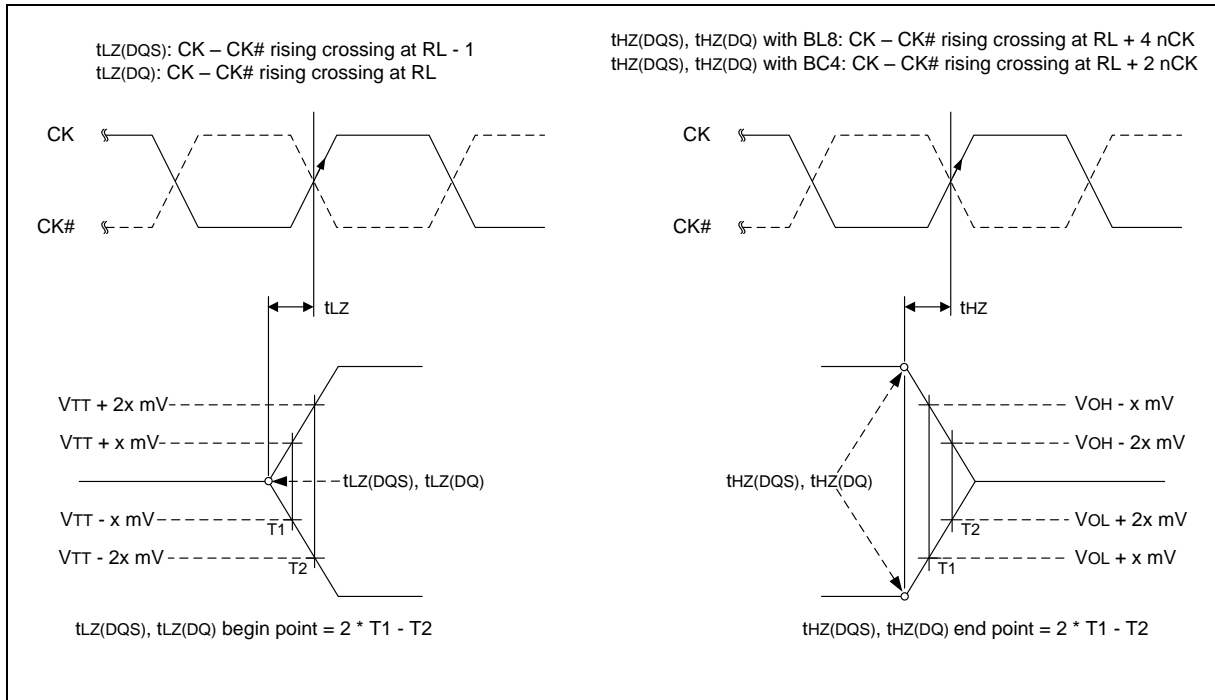 tLZ(DQS): CK – CK# rising crossing at RL - 1
tLZ(DQ): CK – CK# rising crossing at RL
CK
CK#
tLZ
VTT + 2x mV
VTT + x mV
tLZ(DQS), tLZ(DQ)
VTT - x mV
T1
VTT - 2x mV
T2
tLZ(DQS), tLZ(DQ) begin point = 2 * T1 - T2
tHZ(DQS), tHZ(DQ) with BL8: CK – CK# rising crossing at RL + 4 nCK
tHZ(DQS), tHZ(DQ) with BC4: CK – CK# rising crossing at RL + 2 nCK
CK
CK#
tHZ
VOH - x mV
VOH - 2x mV
tHZ(DQS), tHZ(DQ)
VOL + 2x mV
T2
VOL + x mV
T1
tHZ(DQS), tHZ(DQ) end point = 2 * T1 - T2